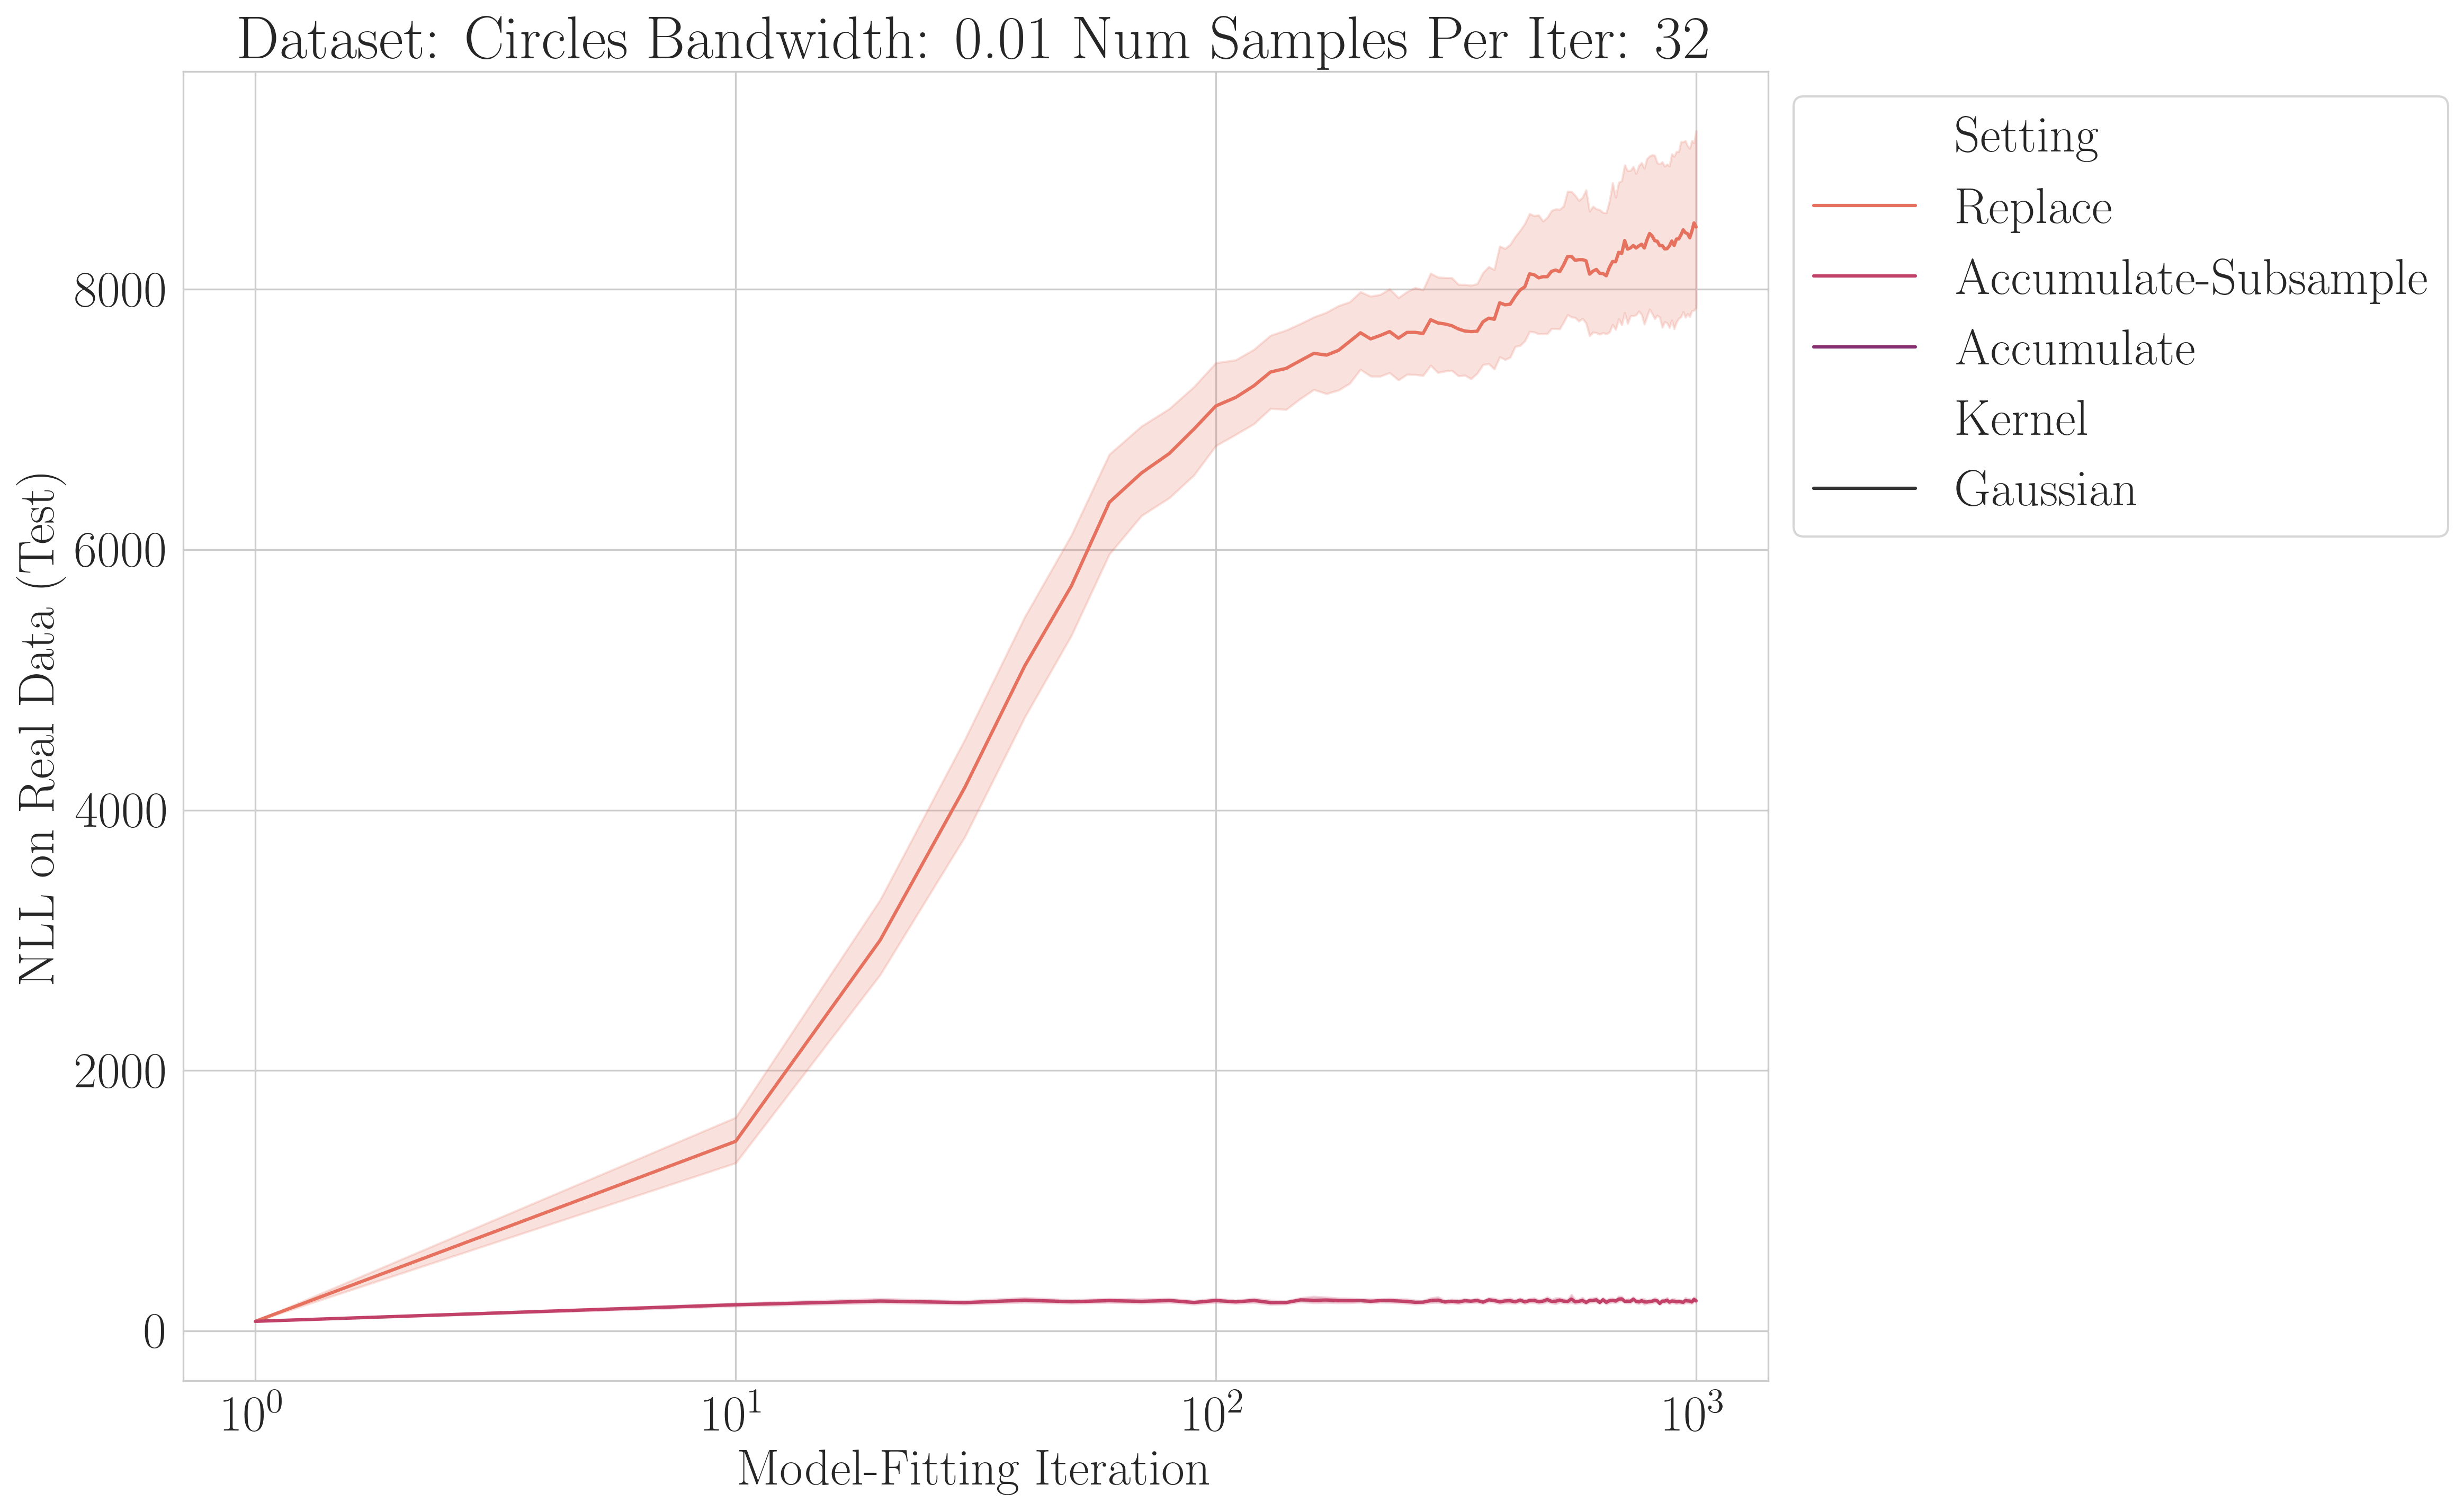 Dataset: Circles Bandwidth: 0.01 Num Samples Per Iter: 32
NLL on Real Data (Test)
8000
6000
4000
2000
0
10^0
10^1
10^2
10^3
Model-Fitting Iteration
Setting
Replace
Accumulate-Subsample
Accumulate
Kernel
Gaussian